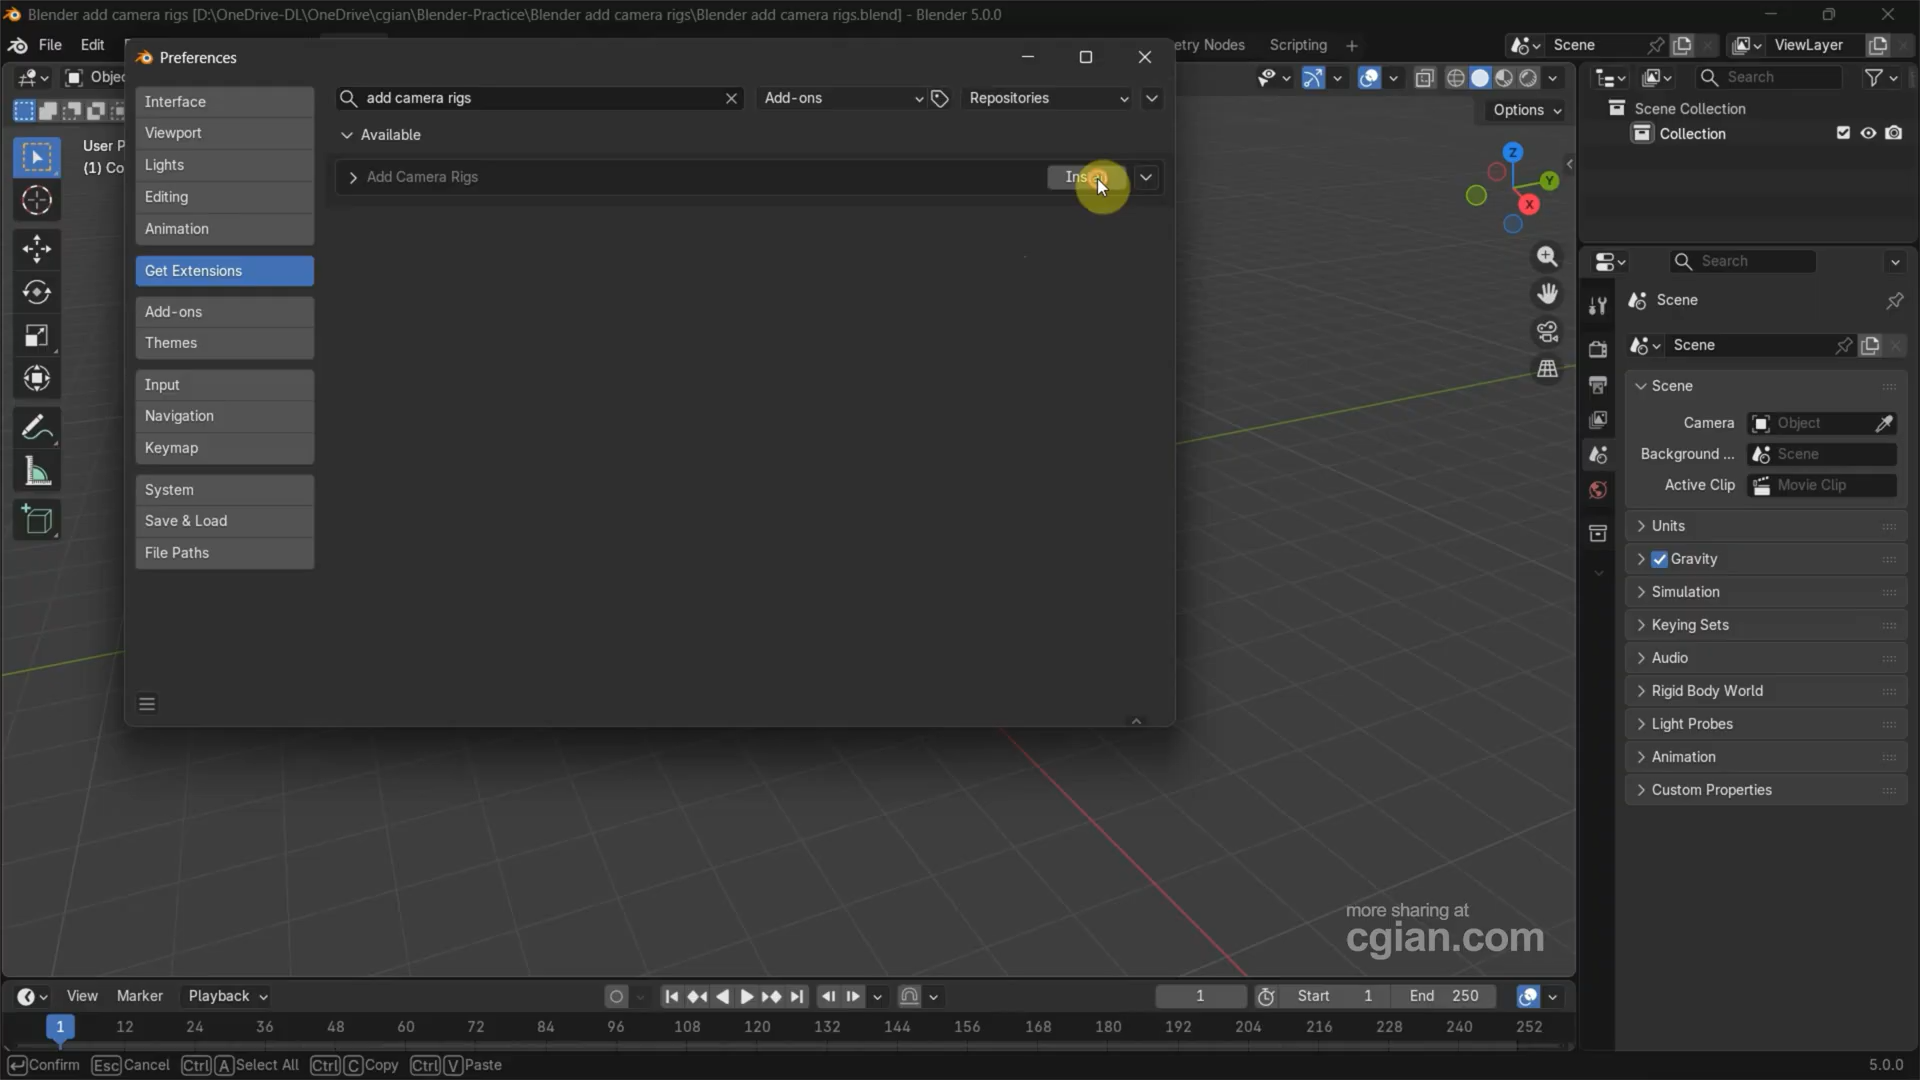 Blender add camera rigs [D:\OneDrive-DL\OneDrive\cgian\Blender-Practice\Blender add camera rigs\Blender add camera rigs.blend] - Blender 5.0.0
File Edit
etry Nodes Scripting +
Scene
ViewLayer
Preferences
Objec
Search
Options
User P
(1) Co
Interface
Viewport
Lights
Editing
Animation
Get Extensions
Add-ons
Themes
Input
Navigation
Keymap
System
Save & Load
File Paths
add camera rigs
Add-ons
Repositories
Available
Add Camera Rigs
Z
Y
X
Scene Collection
Collection
Search
Scene
Scene
Scene
Camera Object
Background ... Scene
Active Clip Movie Clip
Units
Gravity
Simulation
Keying Sets
Audio
Rigid Body World
Light Probes
Animation
Custom Properties
more sharing at
cgian.com
View Marker Playback
1 Start 1 End 250
1 12 24 36 48 60 72 84 96 108 120 132 144 156 168 180 192 204 216 228 240 252
Confirm Esc Cancel Ctrl A Select All Ctrl C Copy Ctrl V Paste
5.0.0